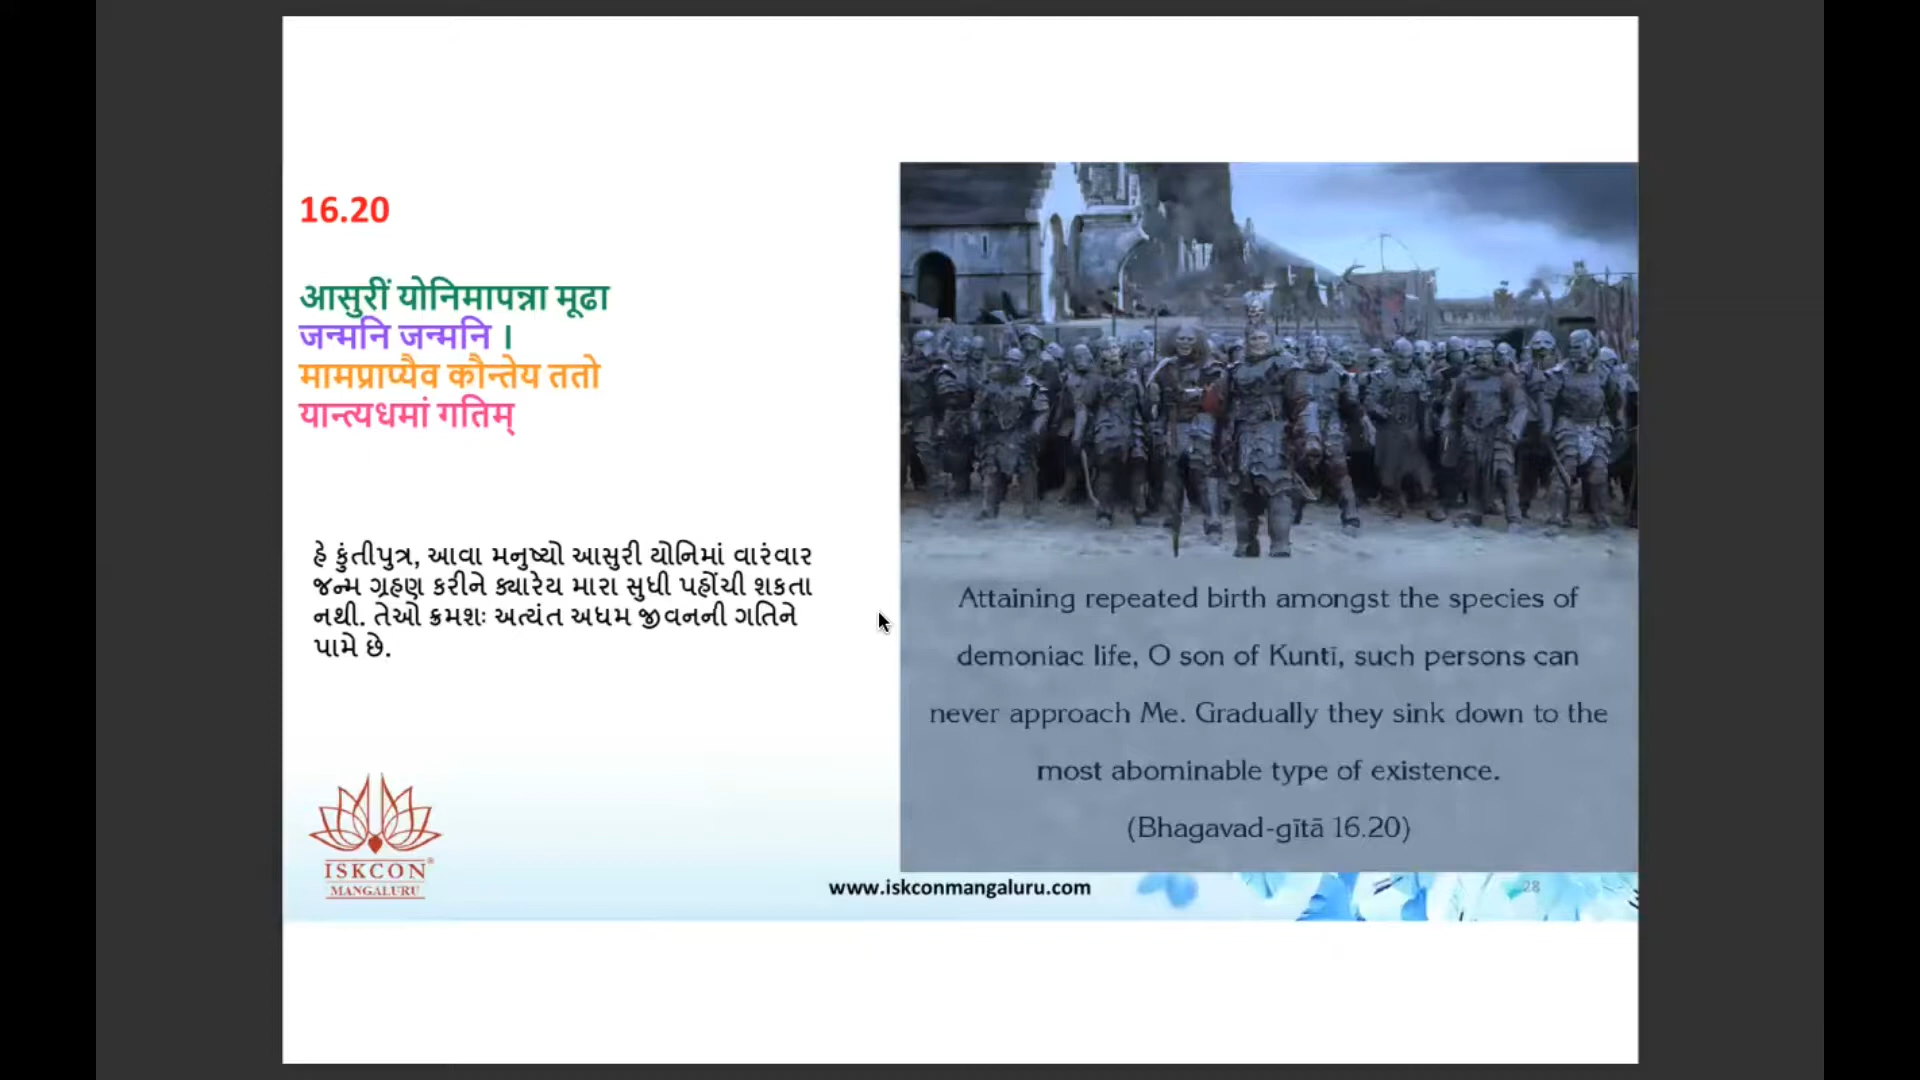 16.20
आसुरीं योनिमापन्ना मूढा
जन्मनि जन्मनि ।
मामप्राप्यैव कौन्तेय ततो
यान्त्यधमां गतिम्
હે કુંતીપુત્ર, આવા મનુષ્યો આસુરી યોનિમાં વારંવાર
જન્મ ગ્રહણ કરીને ક્યારેય મારા સુધી પહોંચી શકતા
નથી. તેઓ ક્રમશઃ અત્યંત અધમ જીવનની ગતિને
પામે છે.
Attaining repeated birth amongst the species of
demoniac life, O son of Kuntī, such persons can
never approach Me. Gradually they sink down to the
most abominable type of existence.
(Bhagavad-gītā 16.20)
ISKCON®
MANGALURU
www.iskconmangaluru.com
28